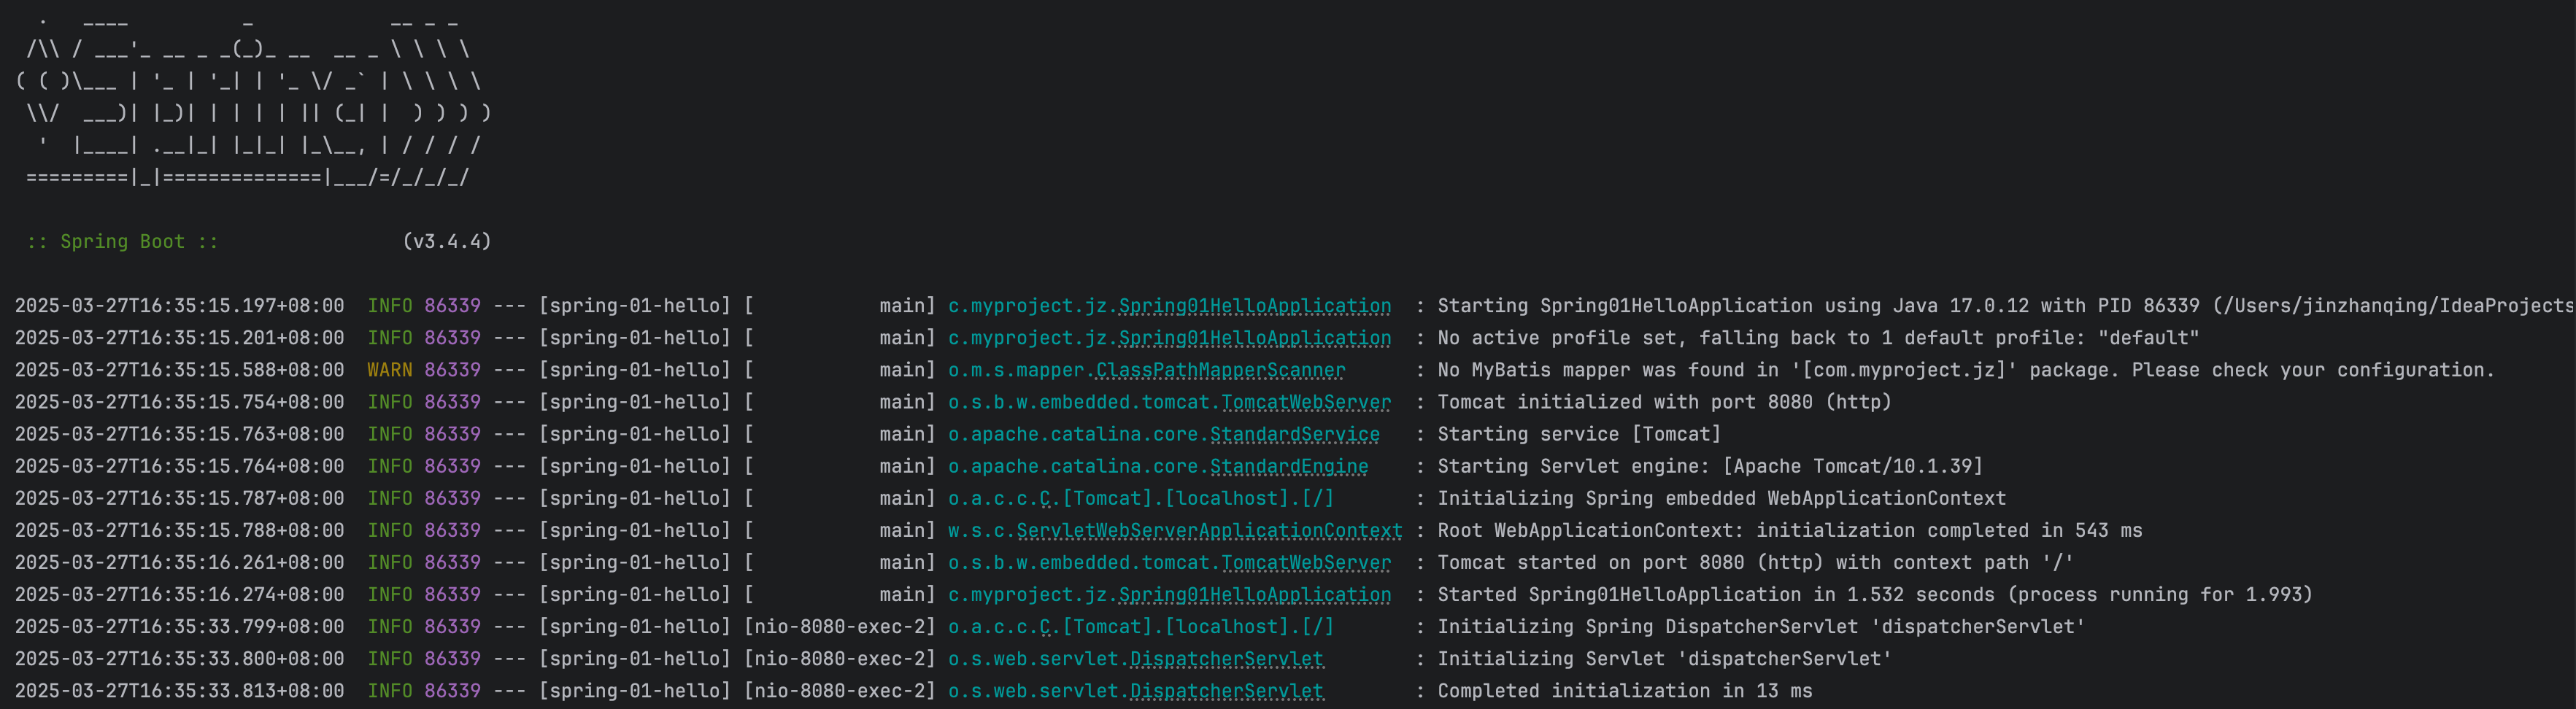 .   ____          _            __ _ _
 /\\ / ___'_ __ _ _(_)_ __  __ _ \ \ \ \
( ( )\___ | '_ | '_| | '_ \/ _` | \ \ \ \
 \\/  ___)| |_)| | | | | || (_| |  ) ) ) )
  '  |____| .__|_| |_|_| |_\__, | / / / /
 =========|_|==============|___/=/_/_/_/

 :: Spring Boot ::                (v3.4.4)

2025-03-27T16:35:15.197+08:00  INFO 86339 --- [spring-01-hello] [           main] c.myproject.jz.Spring01HelloApplication  : Starting Spring01HelloApplication using Java 17.0.12 with PID 86339 (/Users/jinzhanqing/IdeaProjects
2025-03-27T16:35:15.201+08:00  INFO 86339 --- [spring-01-hello] [           main] c.myproject.jz.Spring01HelloApplication  : No active profile set, falling back to 1 default profile: "default"
2025-03-27T16:35:15.588+08:00  WARN 86339 --- [spring-01-hello] [           main] o.m.s.mapper.ClassPathMapperScanner      : No MyBatis mapper was found in '[com.myproject.jz]' package. Please check your configuration.
2025-03-27T16:35:15.754+08:00  INFO 86339 --- [spring-01-hello] [           main] o.s.b.w.embedded.tomcat.TomcatWebServer  : Tomcat initialized with port 8080 (http)
2025-03-27T16:35:15.763+08:00  INFO 86339 --- [spring-01-hello] [           main] o.apache.catalina.core.StandardService   : Starting service [Tomcat]
2025-03-27T16:35:15.764+08:00  INFO 86339 --- [spring-01-hello] [           main] o.apache.catalina.core.StandardEngine    : Starting Servlet engine: [Apache Tomcat/10.1.39]
2025-03-27T16:35:15.787+08:00  INFO 86339 --- [spring-01-hello] [           main] o.a.c.c.C.[Tomcat].[localhost].[/]       : Initializing Spring embedded WebApplicationContext
2025-03-27T16:35:15.788+08:00  INFO 86339 --- [spring-01-hello] [           main] w.s.c.ServletWebServerApplicationContext : Root WebApplicationContext: initialization completed in 543 ms
2025-03-27T16:35:16.261+08:00  INFO 86339 --- [spring-01-hello] [           main] o.s.b.w.embedded.tomcat.TomcatWebServer  : Tomcat started on port 8080 (http) with context path '/'
2025-03-27T16:35:16.274+08:00  INFO 86339 --- [spring-01-hello] [           main] c.myproject.jz.Spring01HelloApplication  : Started Spring01HelloApplication in 1.532 seconds (process running for 1.993)
2025-03-27T16:35:33.799+08:00  INFO 86339 --- [spring-01-hello] [nio-8080-exec-2] o.a.c.c.C.[Tomcat].[localhost].[/]       : Initializing Spring DispatcherServlet 'dispatcherServlet'
2025-03-27T16:35:33.800+08:00  INFO 86339 --- [spring-01-hello] [nio-8080-exec-2] o.s.web.servlet.DispatcherServlet        : Initializing Servlet 'dispatcherServlet'
2025-03-27T16:35:33.813+08:00  INFO 86339 --- [spring-01-hello] [nio-8080-exec-2] o.s.web.servlet.DispatcherServlet        : Completed initialization in 13 ms